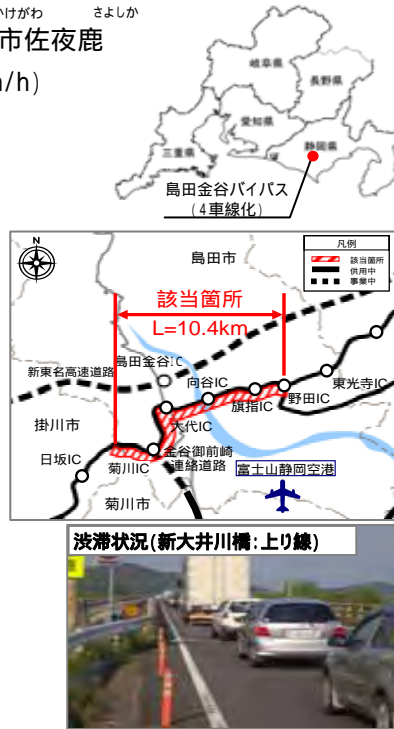 けがわ さよしか
市佐夜鹿
/h)
岐阜県
長野県
愛知県
静岡県
三重県
島田金谷バイパス
(4車線化)
N
島田市
凡例
該当箇所
供用中
事業中
該当箇所
L=10.4km
島田金谷IC
新東名高速道路
向谷IC
東光寺IC
旗指IC
野田IC
掛川市
大代IC
日坂IC
菊川IC
金谷御前崎
連絡道路
富士山静岡空港
菊川市
渋滞状況(新大井川橋:上り線)